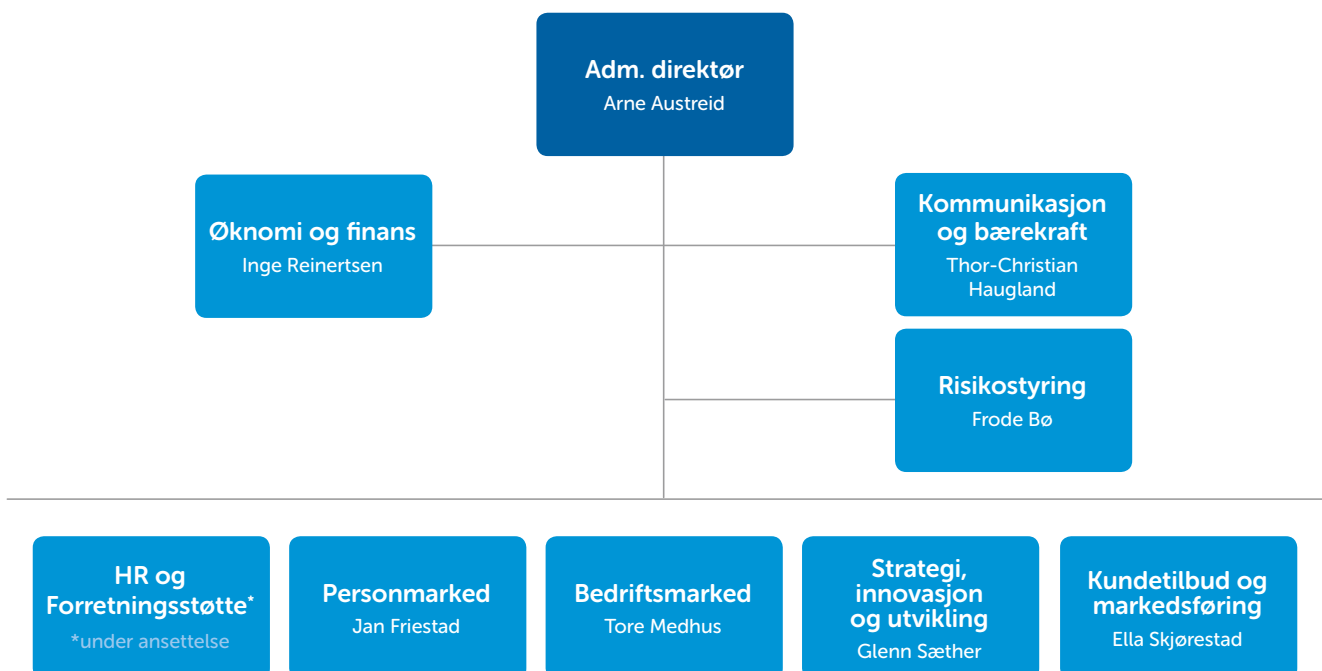 Adm. direktør
Arne Austreid
Øknomi og finans
Inge Reinertsen
Kommunikasjon
og bærekraft
Thor-Christian
Haugland
Risikostyring
Frode Bø
HR og
Forretningsstøtte*
*under ansettelse
Personmarked
Jan Friestad
Bedriftsmarked
Tore Medhus
Strategi,
innovasjon
og utvikling
Glenn Sæther
Kundetilbud og
markedsføring
Ella Skjørestad